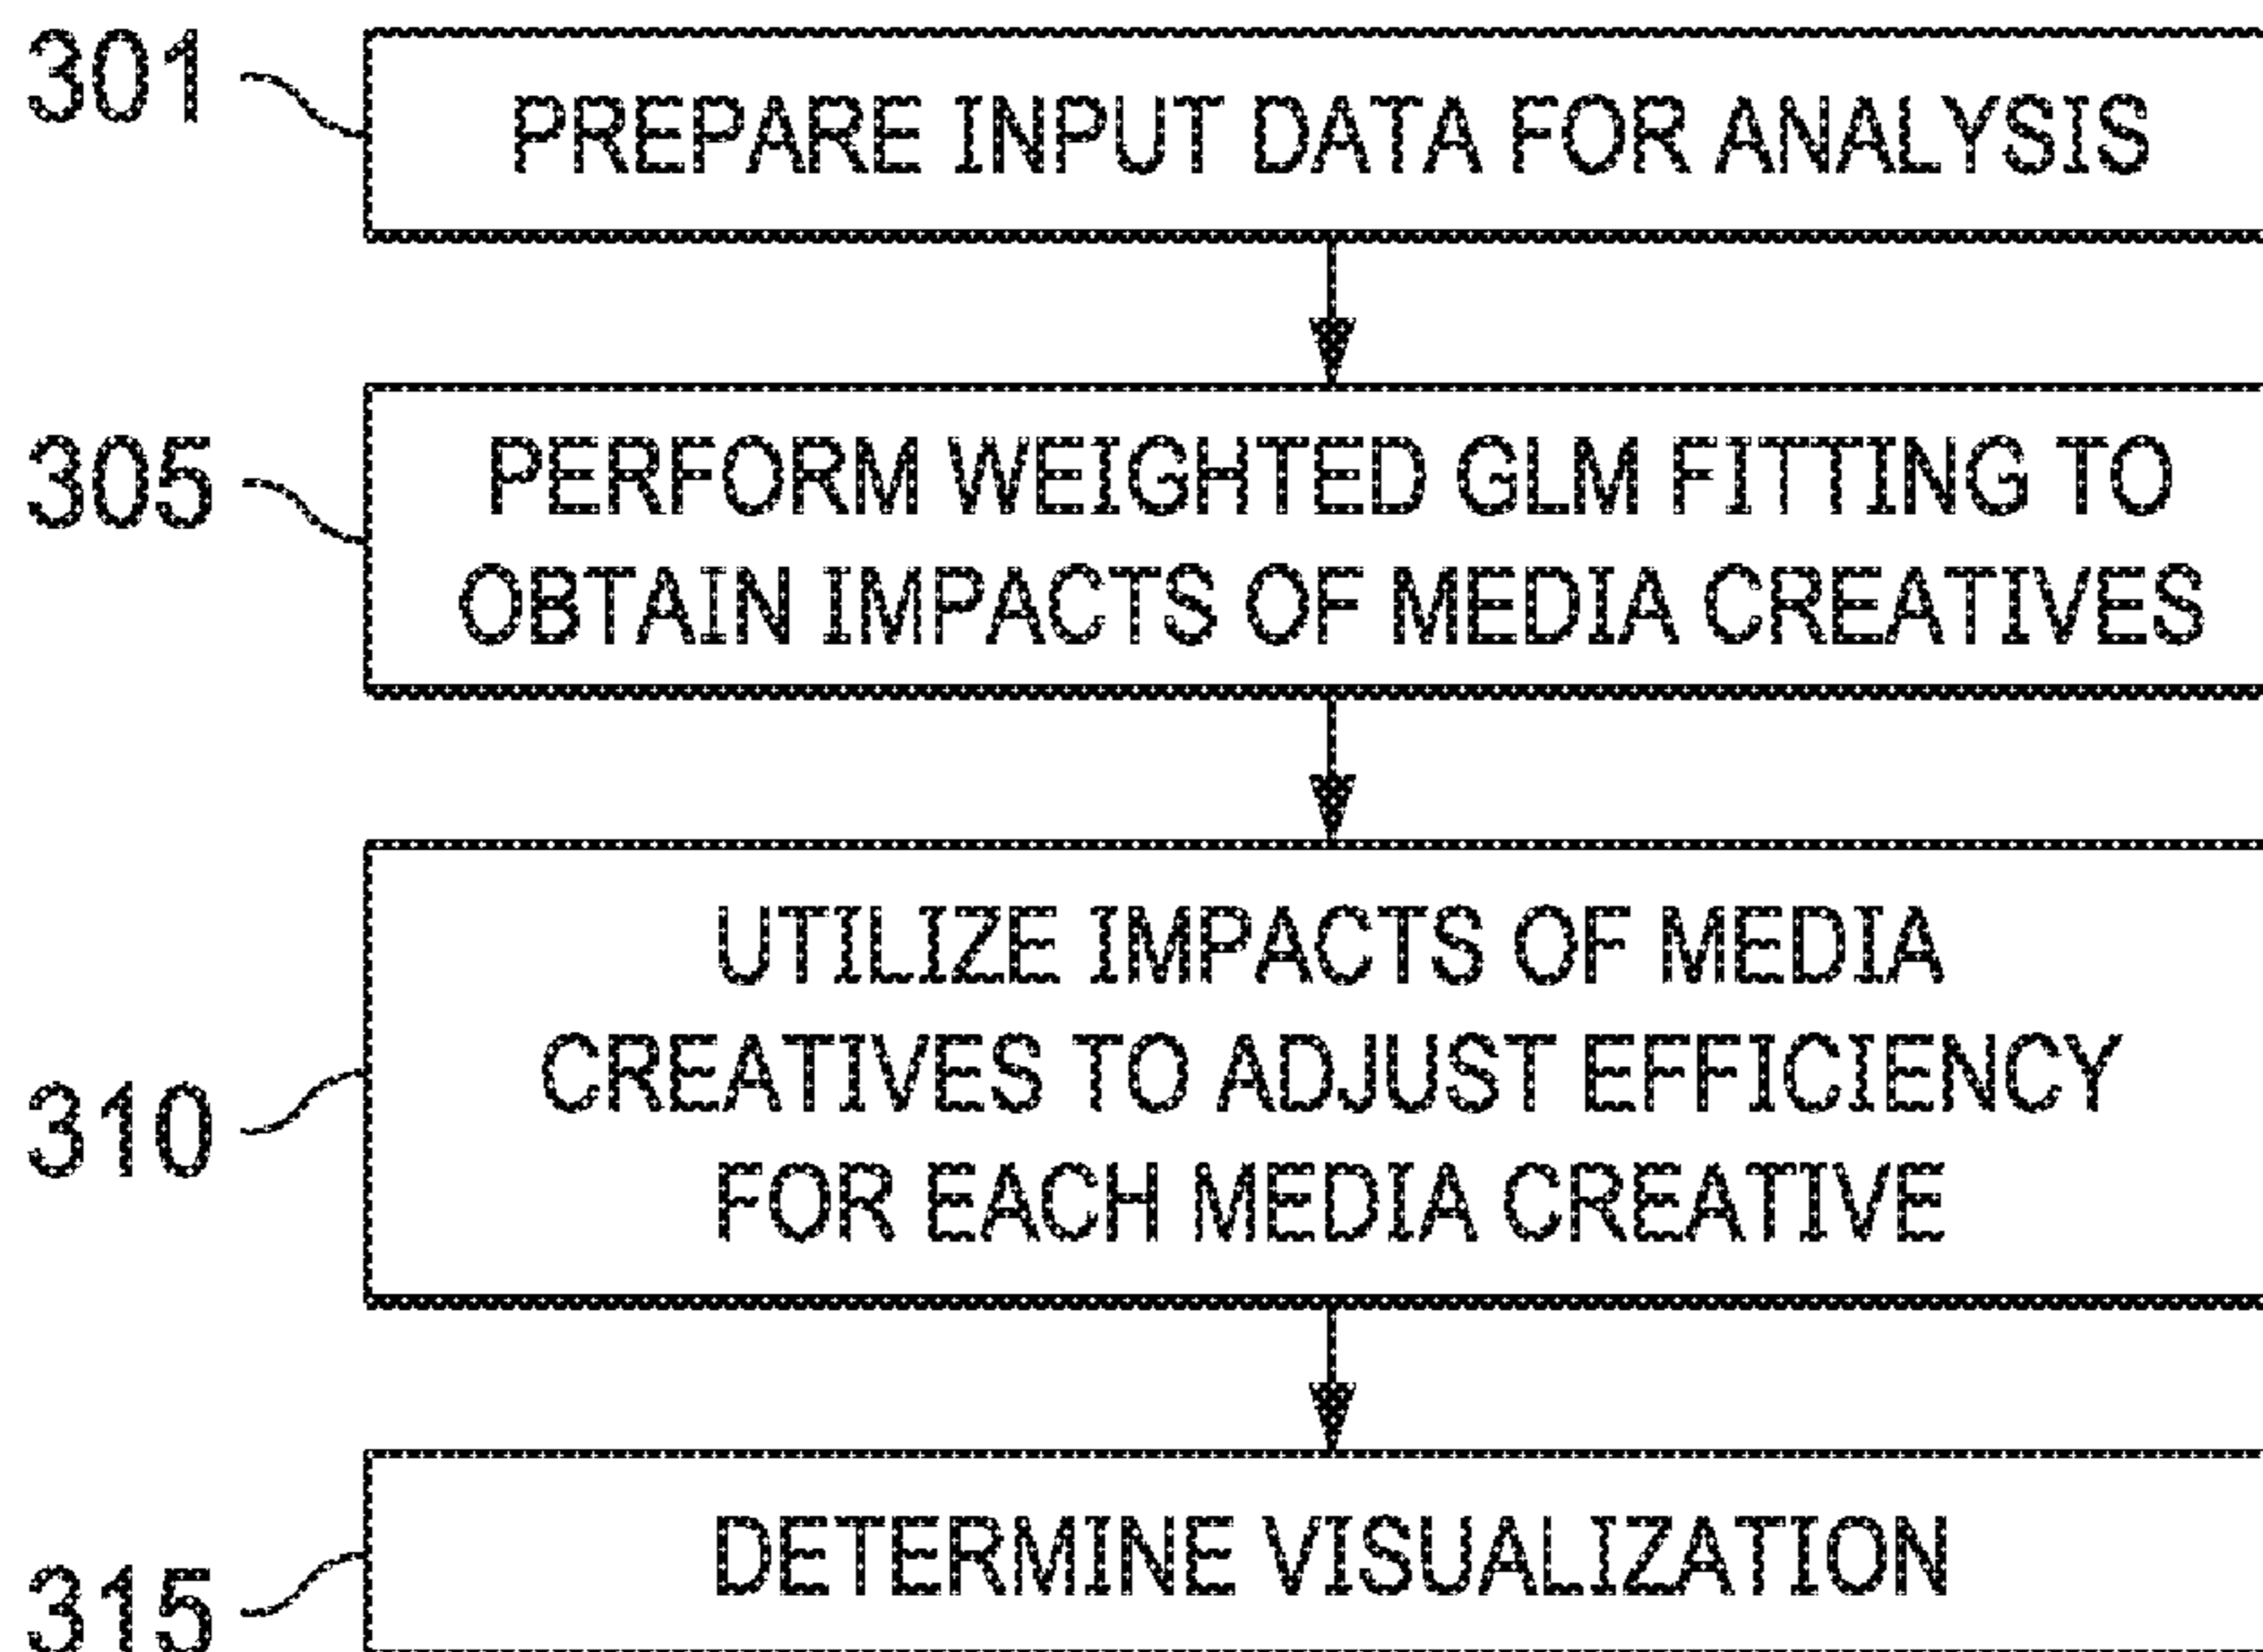 301
PREPARE INPUT DATA FOR ANALYSIS
305
PERFORM WEIGHTED GLM FITTING TO
OBTAIN IMPACTS OF MEDIA CREATIVES
UTILIZE IMPACTS OF MEDIA
310
CREATIVES TO ADJUST EFFICIENCY
FOR EACH MEDIA CREATIVE
315
DETERMINE VISUALIZATION